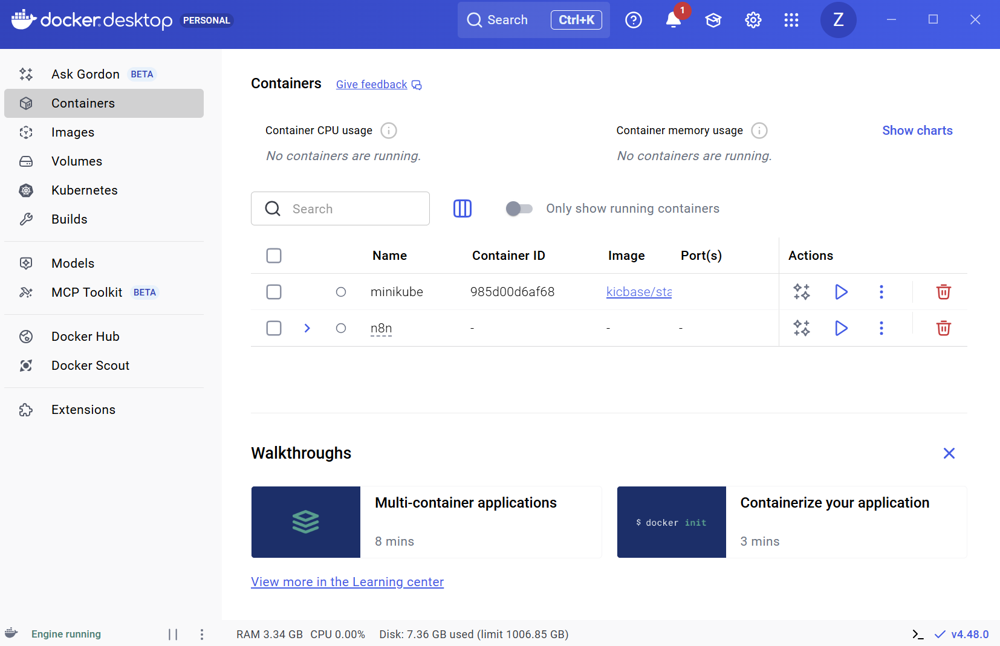 docker desktop PERSONAL
Search Ctrl+K
1
Z
Ask Gordon BETA
Containers
Images
Volumes
Kubernetes
Builds
Models
MCP Toolkit BETA
Docker Hub
Docker Scout
Extensions
Containers Give feedback
Container CPU usage
No containers are running.
Container memory usage
No containers are running.
Show charts
Search
Only show running containers
Name Container ID Image Port(s) Actions
minikube 985d00d6af68 kicbase/sta
n8n - - -
Walkthroughs
Multi-container applications
8 mins
$ docker init
Containerize your application
3 mins
View more in the Learning center
Engine running
RAM 3.34 GB CPU 0.00% Disk: 7.36 GB used (limit 1006.85 GB)
v4.48.0